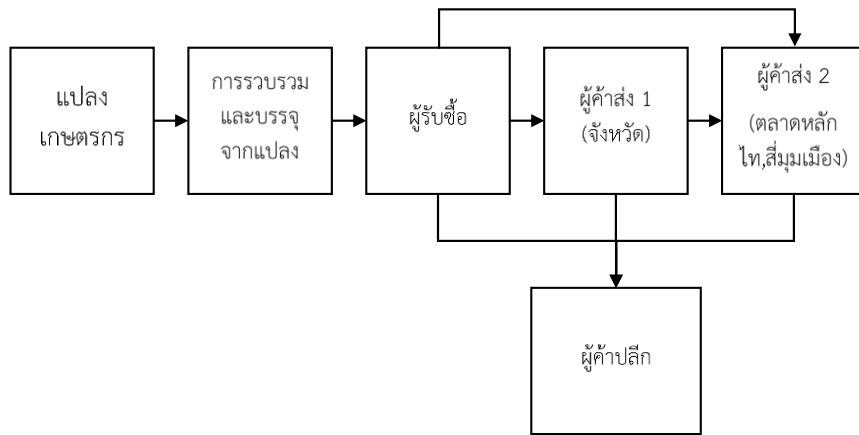 แปลง
เกษตรกร
การรวบรวม
และบรรจุ
จากแปลง
ผู้รับซื้อ
ผู้ค้าส่ง 1
(จังหวัด)
ผู้ค้าส่ง 2
(ตลาดหลัก
ไท,สี่มุมเมือง)
ผู้ค้าปลีก